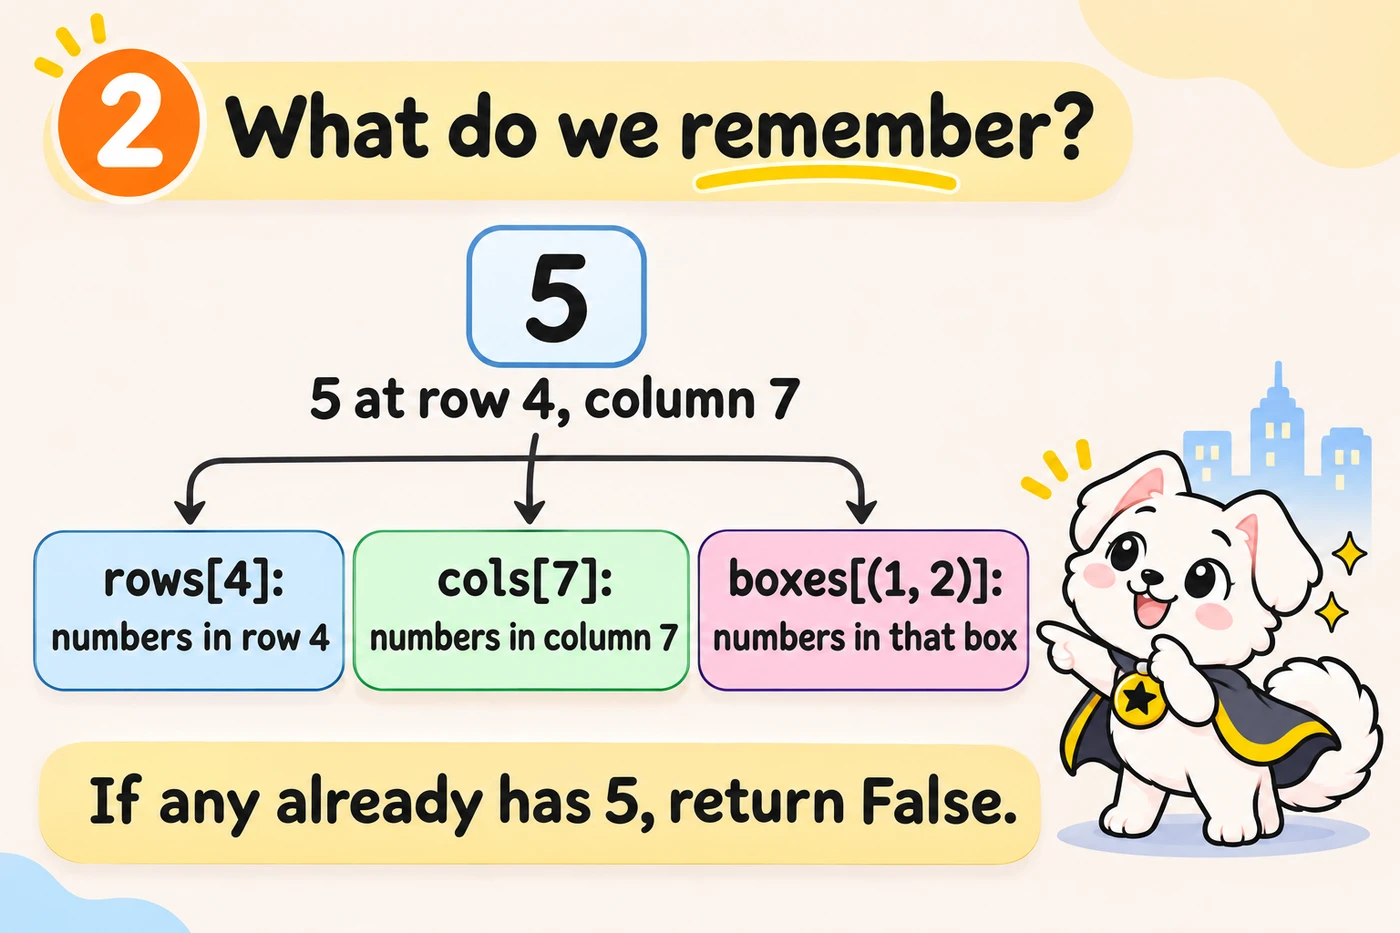 2 What do we remember?
5
5 at row 4, column 7
rows[4]:
numbers in row 4
cols[7]:
numbers in column 7
boxes[(1, 2)]:
numbers in that box
If any already has 5, return False.